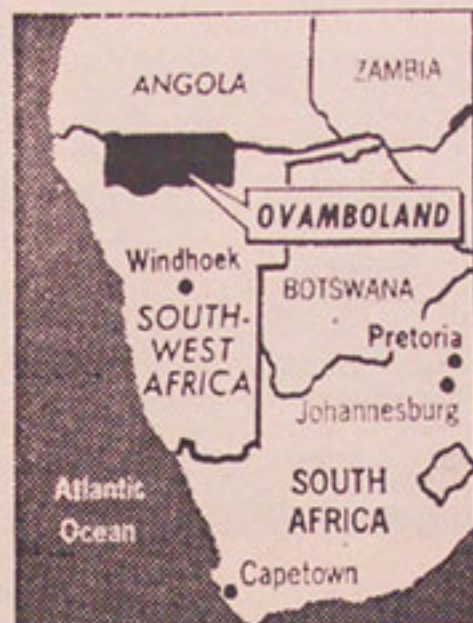 ANGOLA
ZAMBIA
OVAMBOLAND
Windhoek
SOUTH-
WEST
AFRICA
BOTSWANA
Pretoria
Johannesburg
Atlantic
Ocean
SOUTH
AFRICA
Capetown